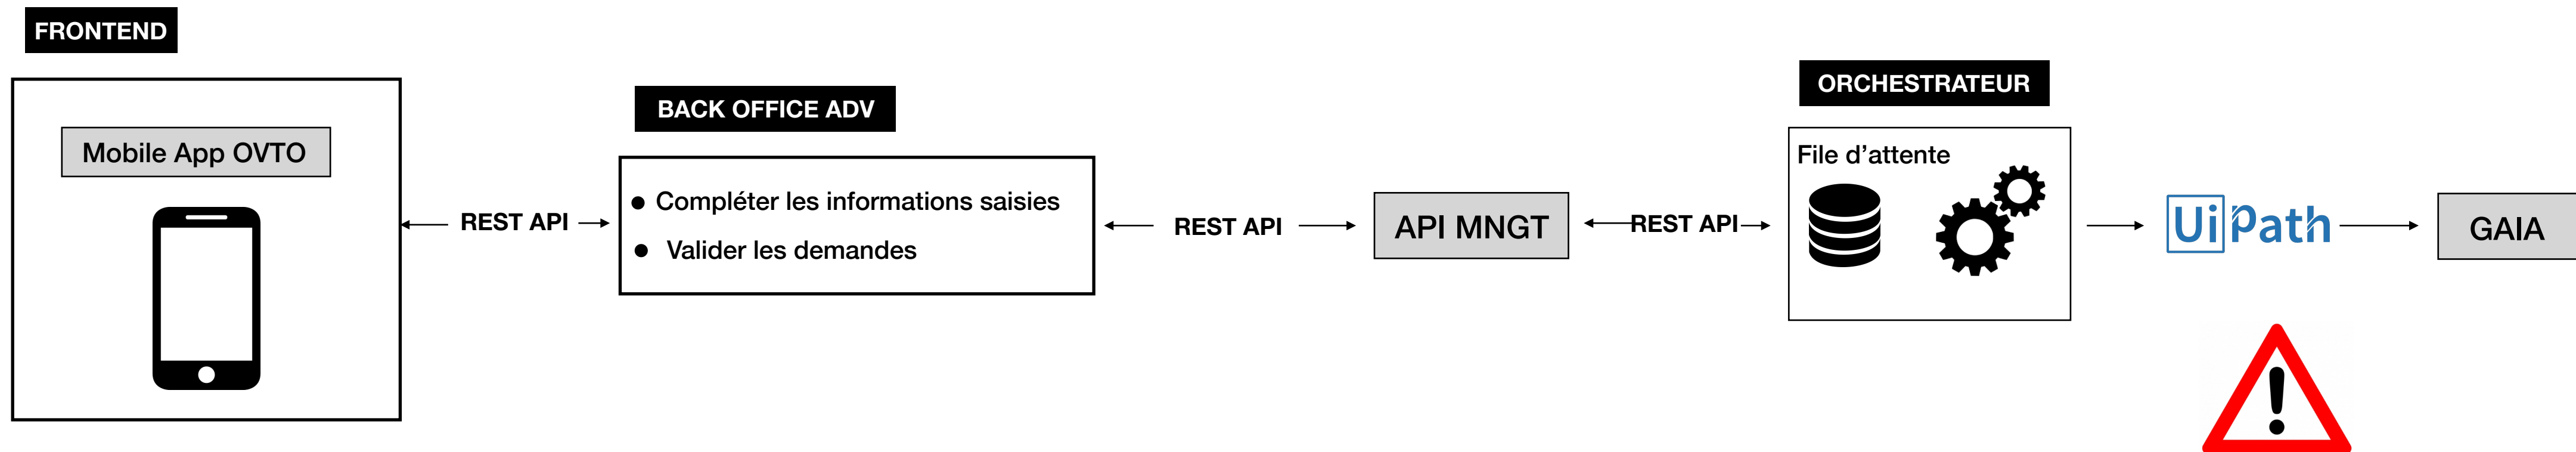 FRONTEND
Mobile App OVTO
REST API
BACK OFFICE ADV
● Compléter les informations saisies
● Valider les demandes
REST API
API MNGT
REST API
ORCHESTRATEUR
File d’attente
UiPath
GAIA